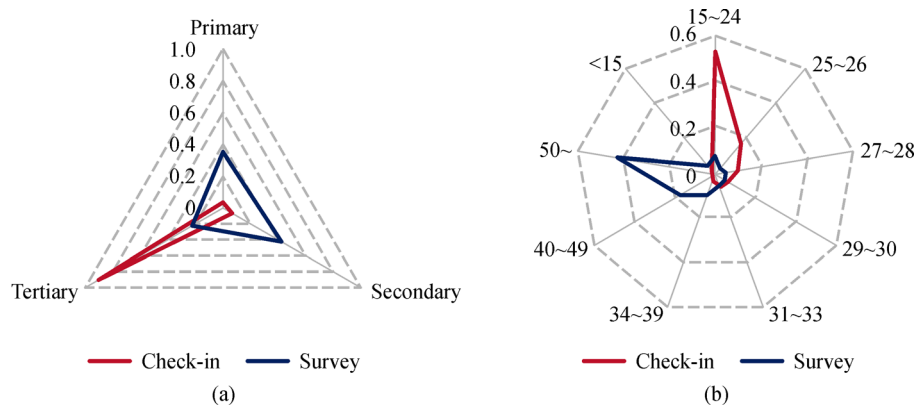 Primary
1.0
0.8
0.6
0.4
0.2
0
Tertiary
Secondary
Check-in
Survey
(a)
15~24
0.6
<15
25~26
0.4
0.2
50~
27~28
0
40~49
29~30
34~39
31~33
Check-in
Survey
(b)